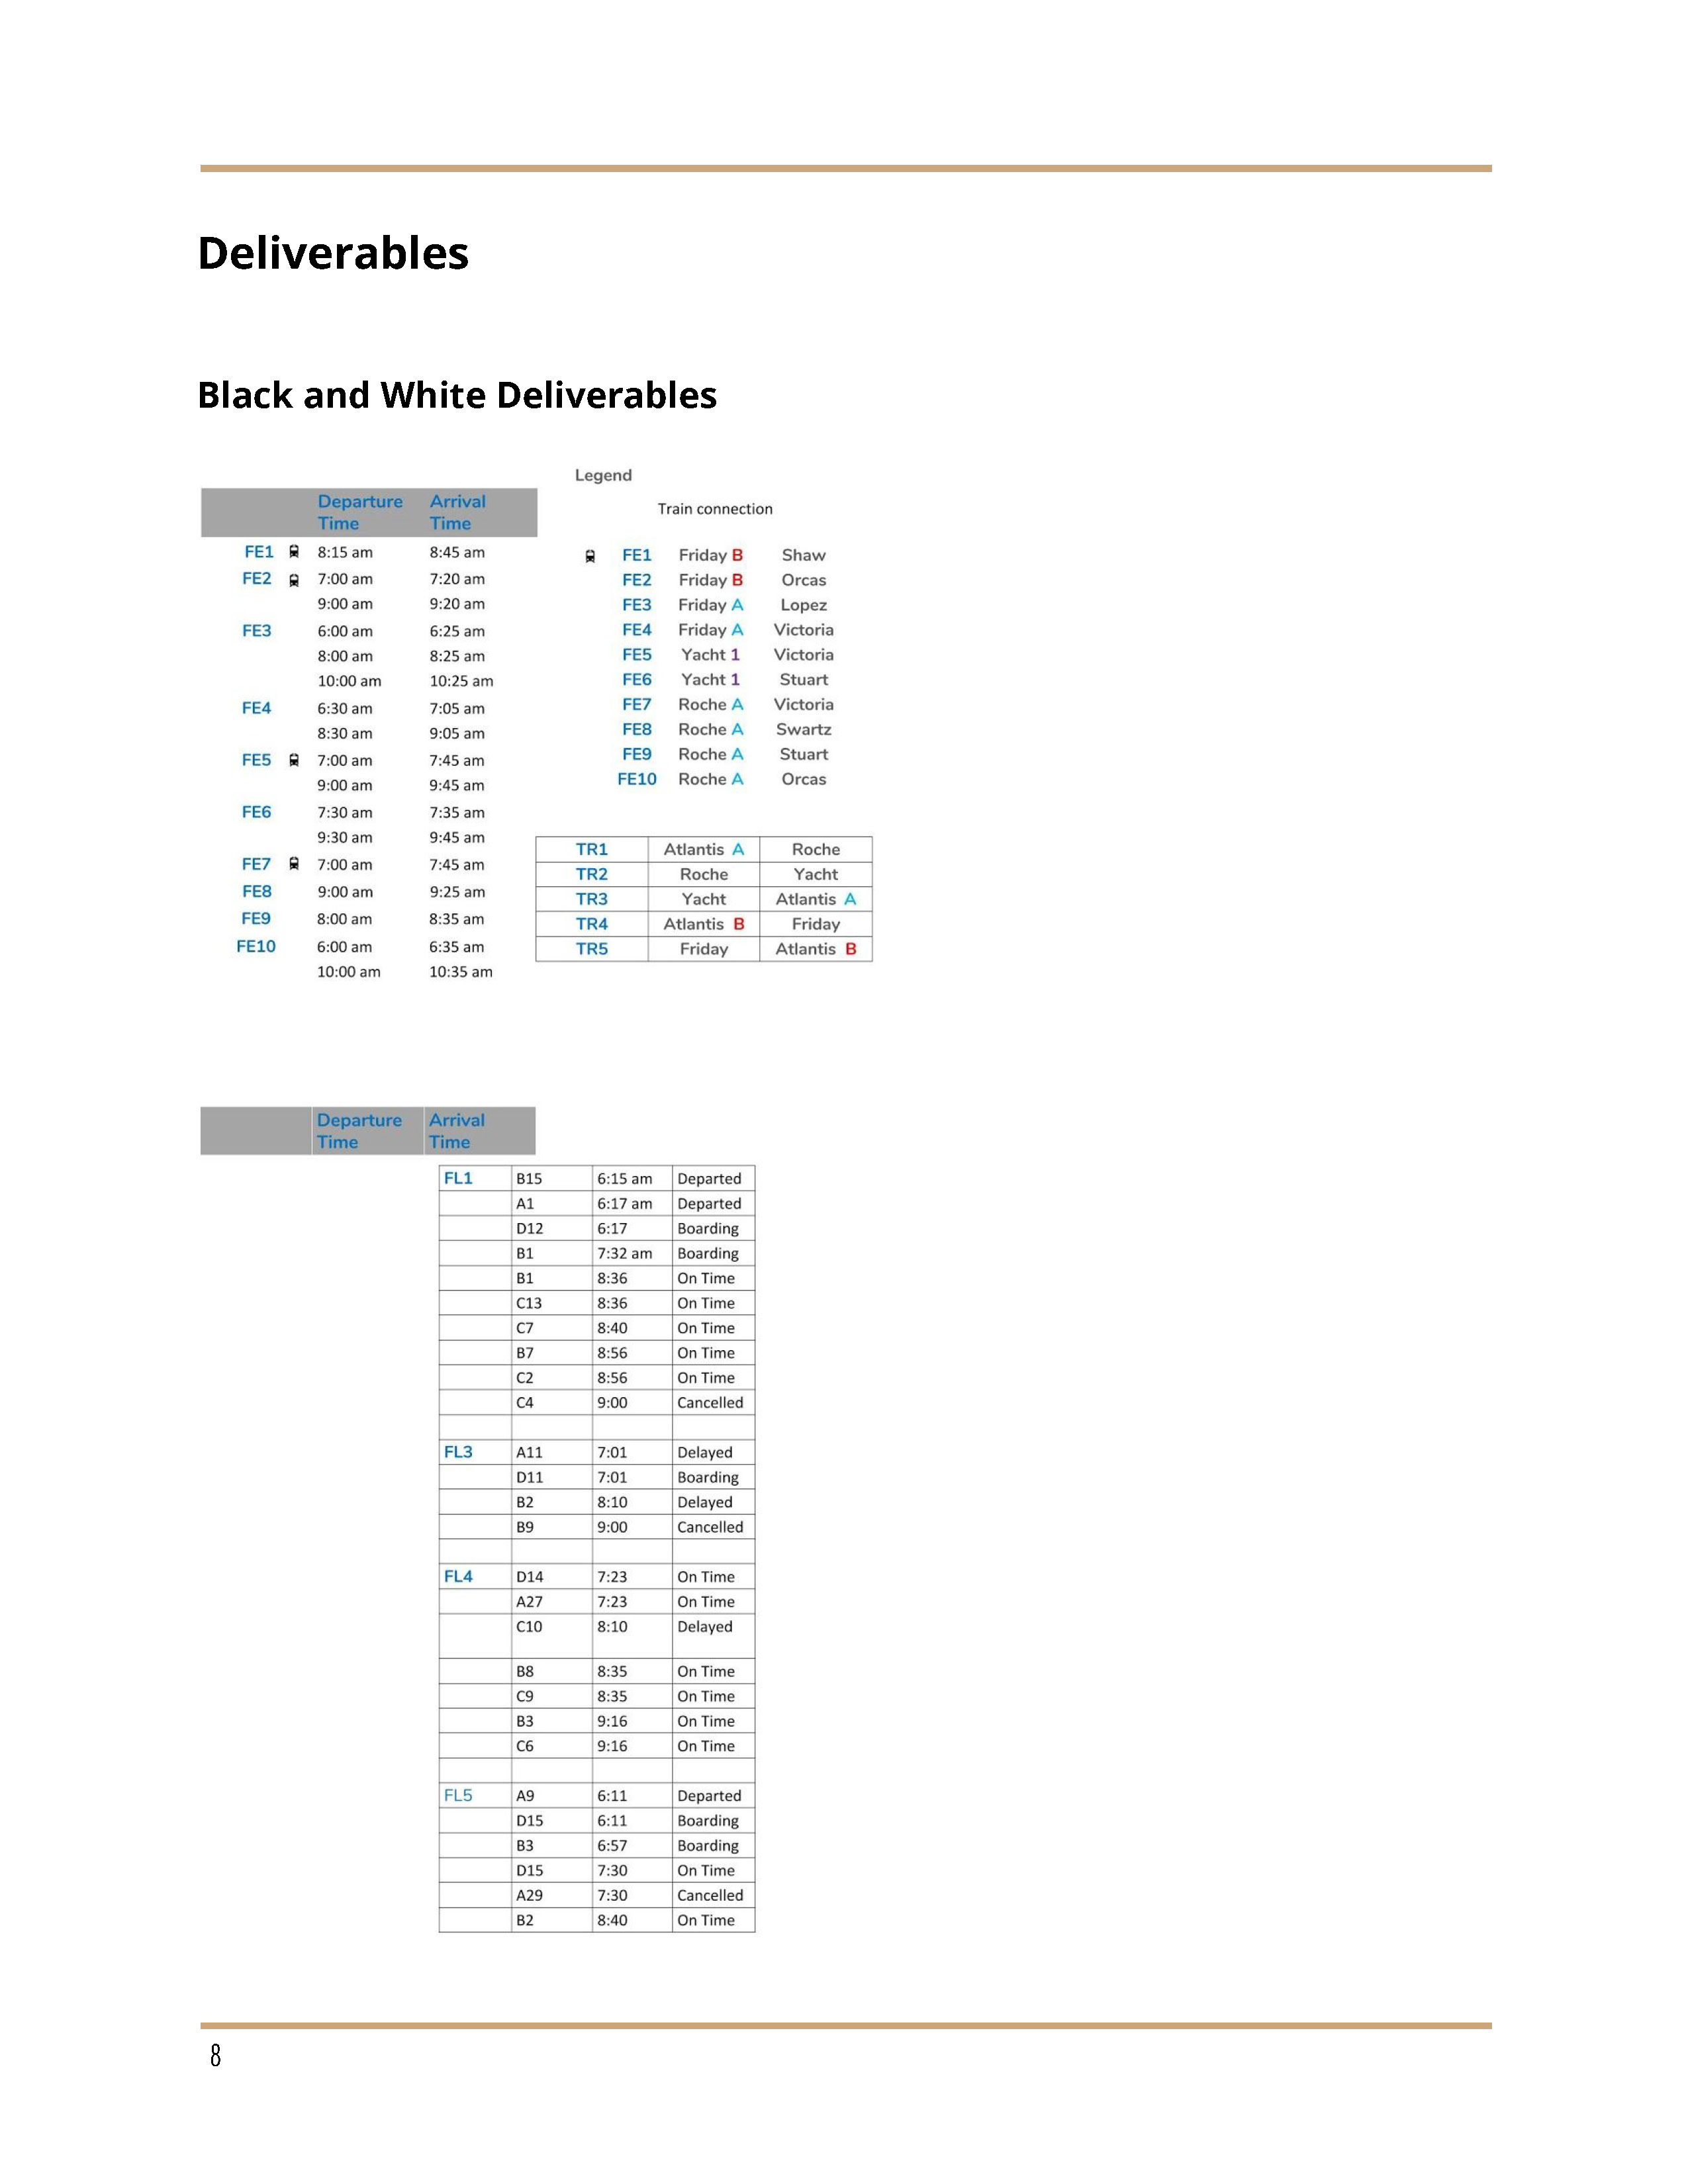 Deliverables
Black and White Deliverables
Departure Time Arrival Time
FE1 8:15 am 8:45 am
FE2 7:00 am 7:20 am
9:00 am 9:20 am
FE3 6:00 am 6:25 am
8:00 am 8:25 am
10:00 am 10:25 am
FE4 6:30 am 7:05 am
8:30 am 9:05 am
FE5 7:00 am 7:45 am
9:00 am 9:45 am
FE6 7:30 am 7:35 am
9:30 am 9:45 am
FE7 7:00 am 7:45 am
FE8 9:00 am 9:25 am
FE9 8:00 am 8:35 am
FE10 6:00 am 6:35 am
10:00 am 10:35 am
Legend
Train connection
FE1 Friday B Shaw
FE2 Friday B Orcas
FE3 Friday A Lopez
FE4 Friday A Victoria
FE5 Yacht 1 Victoria
FE6 Yacht 1 Stuart
FE7 Roche A Victoria
FE8 Roche A Swartz
FE9 Roche A Stuart
FE10 Roche A Orcas
TR1 Atlantis A Roche
TR2 Roche Yacht
TR3 Yacht Atlantis A
TR4 Atlantis B Friday
TR5 Friday Atlantis B
Departure Time Arrival Time
FL1 B15 6:15 am Departed
A1 6:17 am Departed
D12 6:17 Boarding
B1 7:32 am Boarding
B1 8:36 On Time
C13 8:36 On Time
C7 8:40 On Time
B7 8:56 On Time
C2 8:56 On Time
C4 9:00 Cancelled
FL3 A11 7:01 Delayed
D11 7:01 Boarding
B2 8:10 Delayed
B9 9:00 Cancelled
FL4 D14 7:23 On Time
A27 7:23 On Time
C10 8:10 Delayed
B8 8:35 On Time
C9 8:35 On Time
B3 9:16 On Time
C6 9:16 On Time
FL5 A9 6:11 Departed
D15 6:11 Boarding
B3 6:57 Boarding
D15 7:30 On Time
A29 7:30 Cancelled
B2 8:40 On Time
8